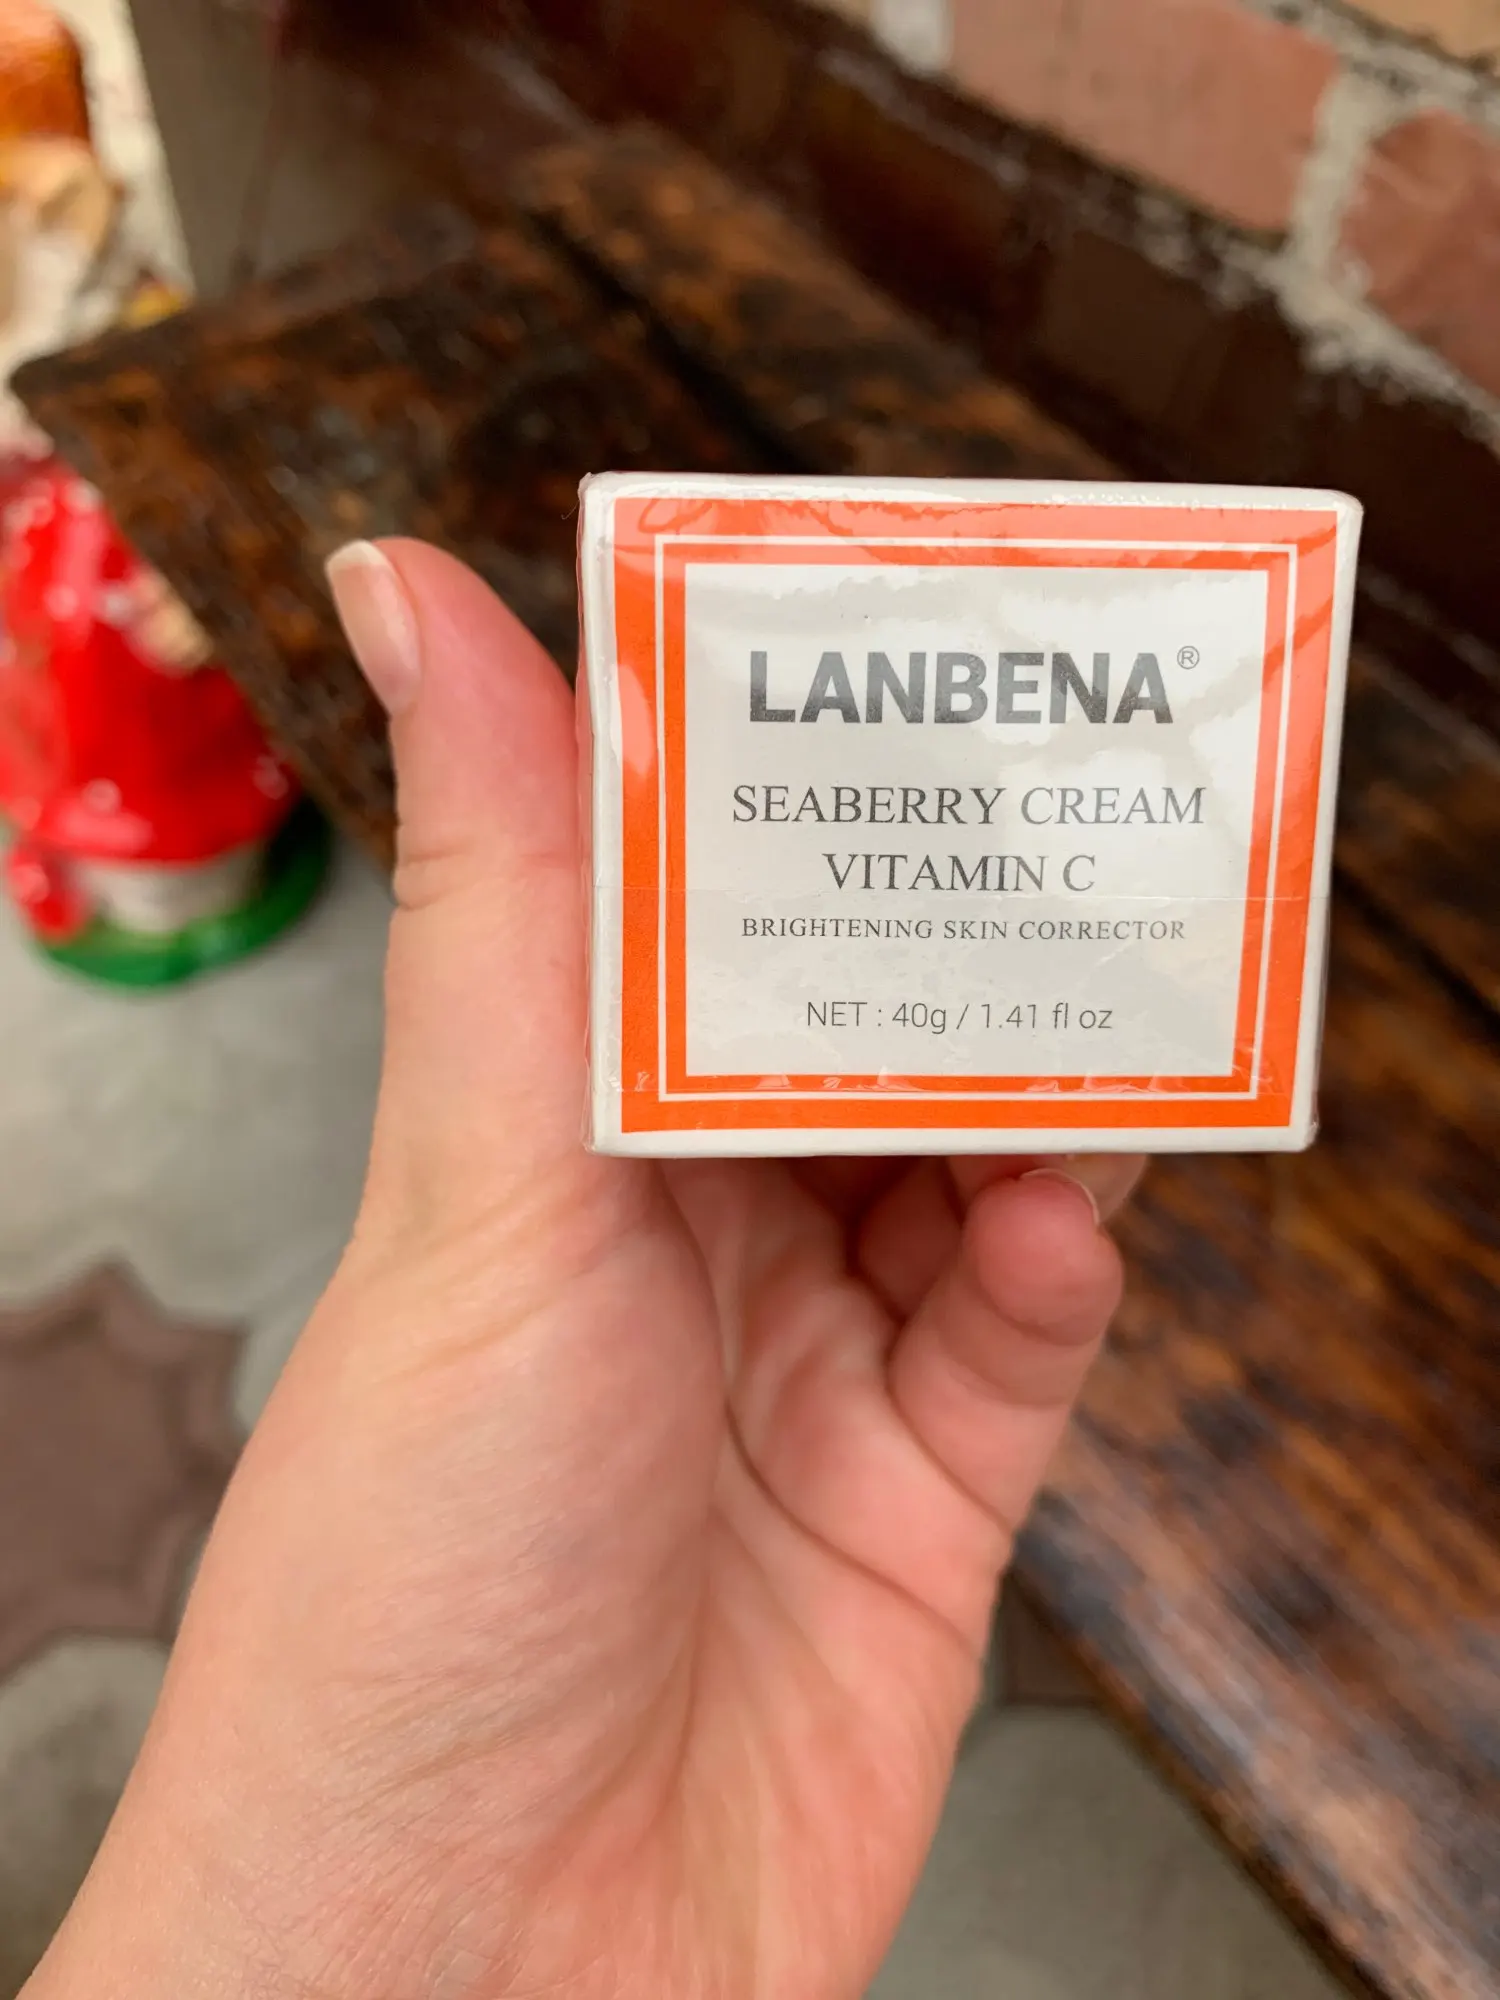 LANBENA®
SEABERRY CREAM
VITAMIN C
BRIGHTENING SKIN CORRECTOR
NET : 40g / 1.41 fl oz